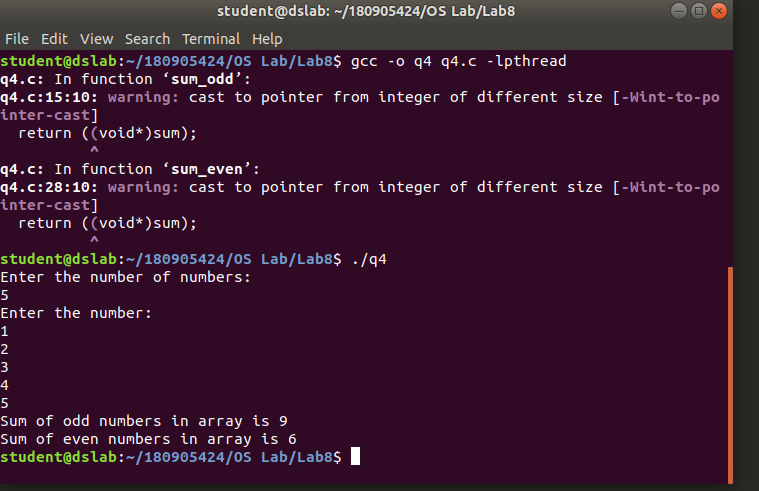 student@dslab: ~/180905424/OS Lab/Lab8
File Edit View Search Terminal Help
student@dslab:~/180905424/OS Lab/Lab8$ gcc -o q4 q4.c -lpthread
q4.c: In function ‘sum_odd’:
q4.c:15:10: warning: cast to pointer from integer of different size [-Wint-to-po
inter-cast]
  return ((void*)sum);
          ^
q4.c: In function ‘sum_even’:
q4.c:28:10: warning: cast to pointer from integer of different size [-Wint-to-po
inter-cast]
  return ((void*)sum);
          ^
student@dslab:~/180905424/OS Lab/Lab8$ ./q4
Enter the number of numbers:
5
Enter the number:
1
2
3
4
5
Sum of odd numbers in array is 9
Sum of even numbers in array is 6
student@dslab:~/180905424/OS Lab/Lab8$